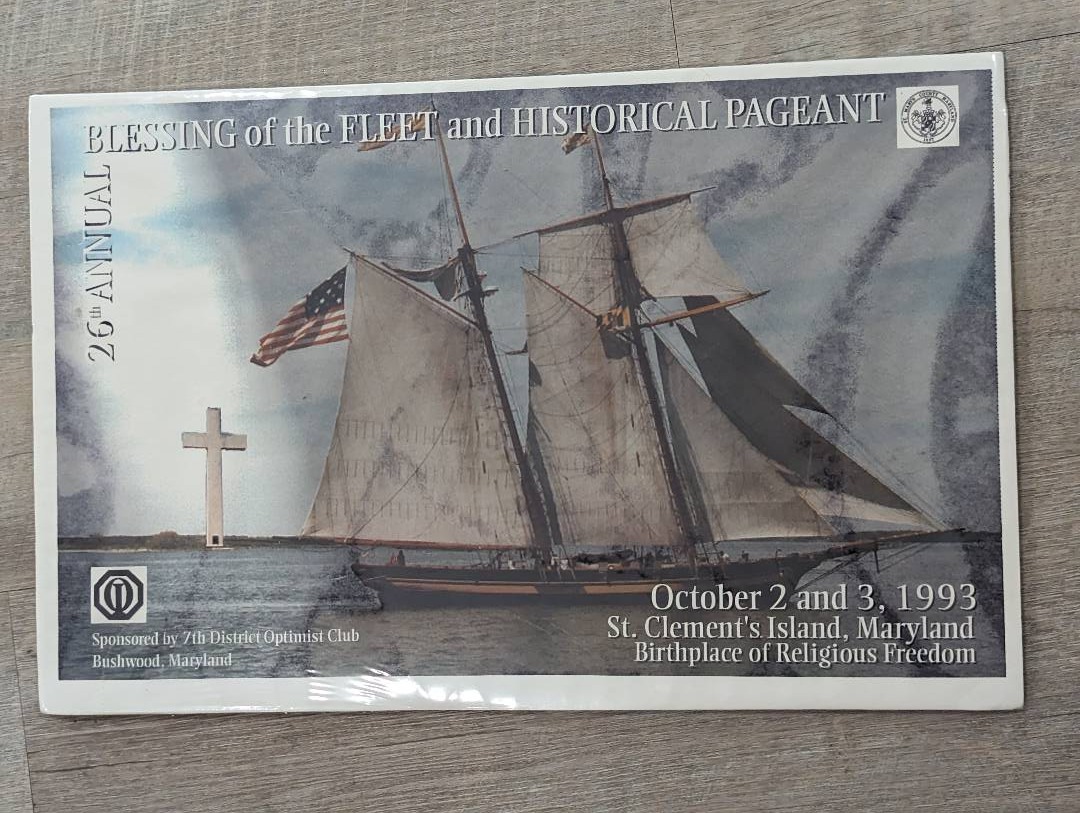 BLESSING of the FLEET and HISTORICAL PAGEANT
26th ANNUAL
Sponsored by 7th District Optimist Club
Bushwood, Maryland
October 2 and 3, 1993
St. Clement's Island, Maryland
Birthplace of Religious Freedom